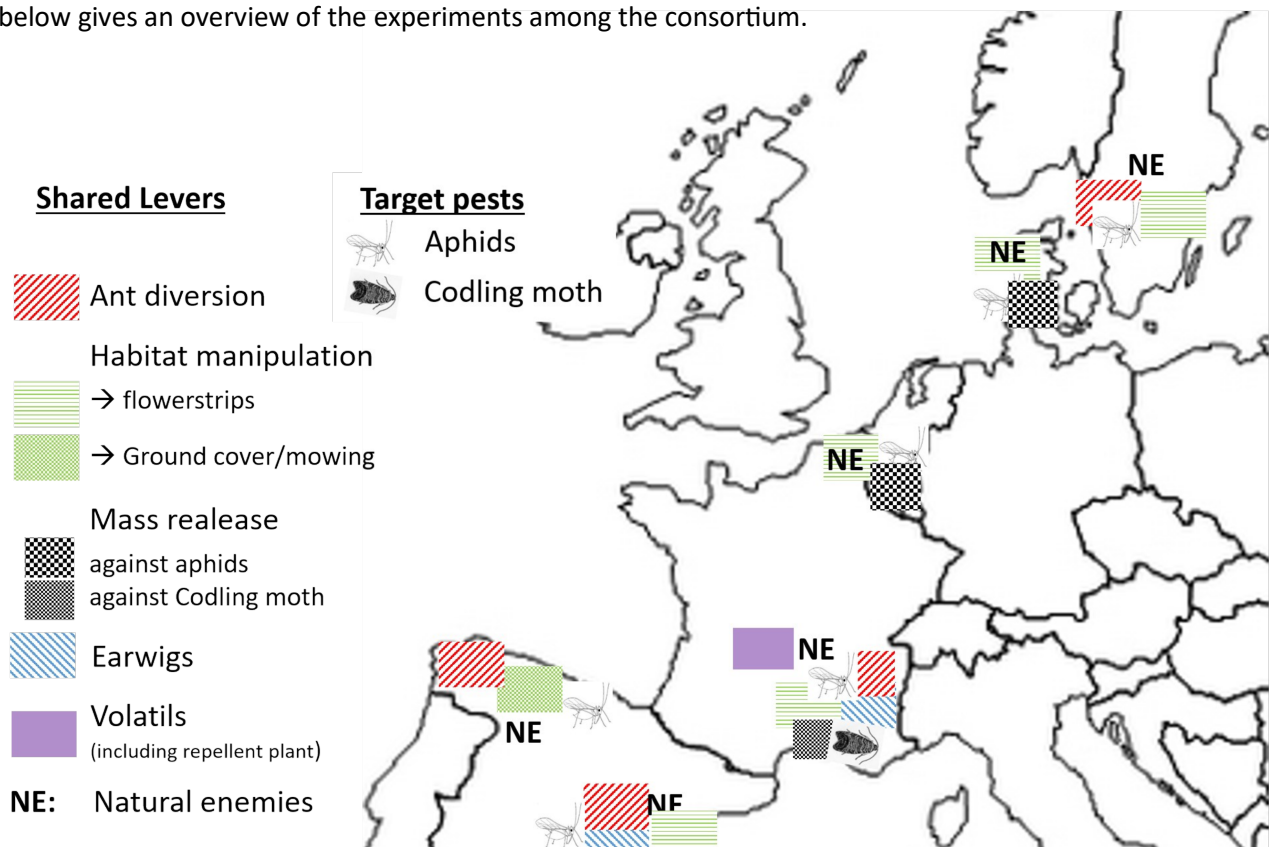 below gives an overview of the experiments among the consortium.
Shared Levers
Ant diversion
Habitat manipulation
→ flowerstrips
→ Ground cover/mowing
Mass realease
against aphids
against Codling moth
Earwigs
Volatils
(including repellent plant)
NE: Natural enemies
Target pests
Aphids
Codling moth
NE
NE
NE
NE
NE
NE